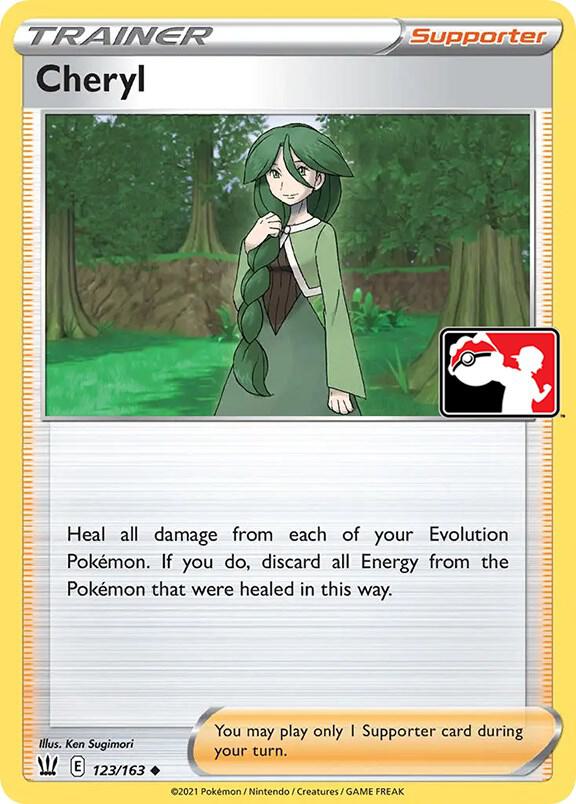 TRAINER
Supporter
Cheryl
Heal all damage from each of your Evolution
Pokémon. If you do, discard all Energy from the
Pokémon that were healed in this way.
Illus. Ken Sugimori
You may play only 1 Supporter card during
your turn.
E 123/163 ◆
©2021 Pokémon / Nintendo / Creatures / GAME FREAK